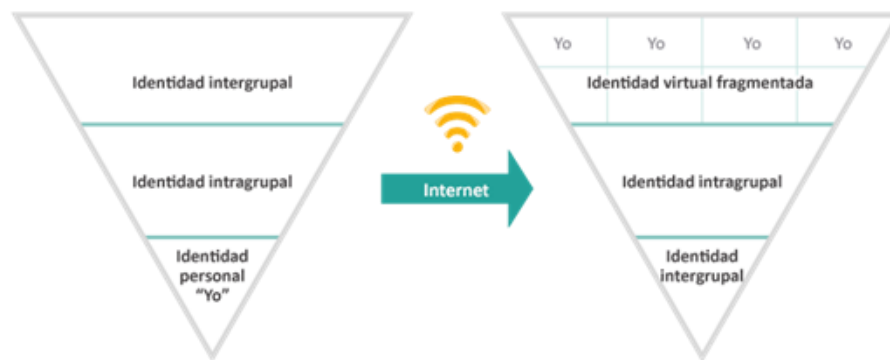 Identidad intergrupal
Identidad intragrupal
Identidad
personal
“Yo”
Internet
Yo Yo Yo Yo
Identidad virtual fragmentada
Identidad intragrupal
Identidad
intergrupal